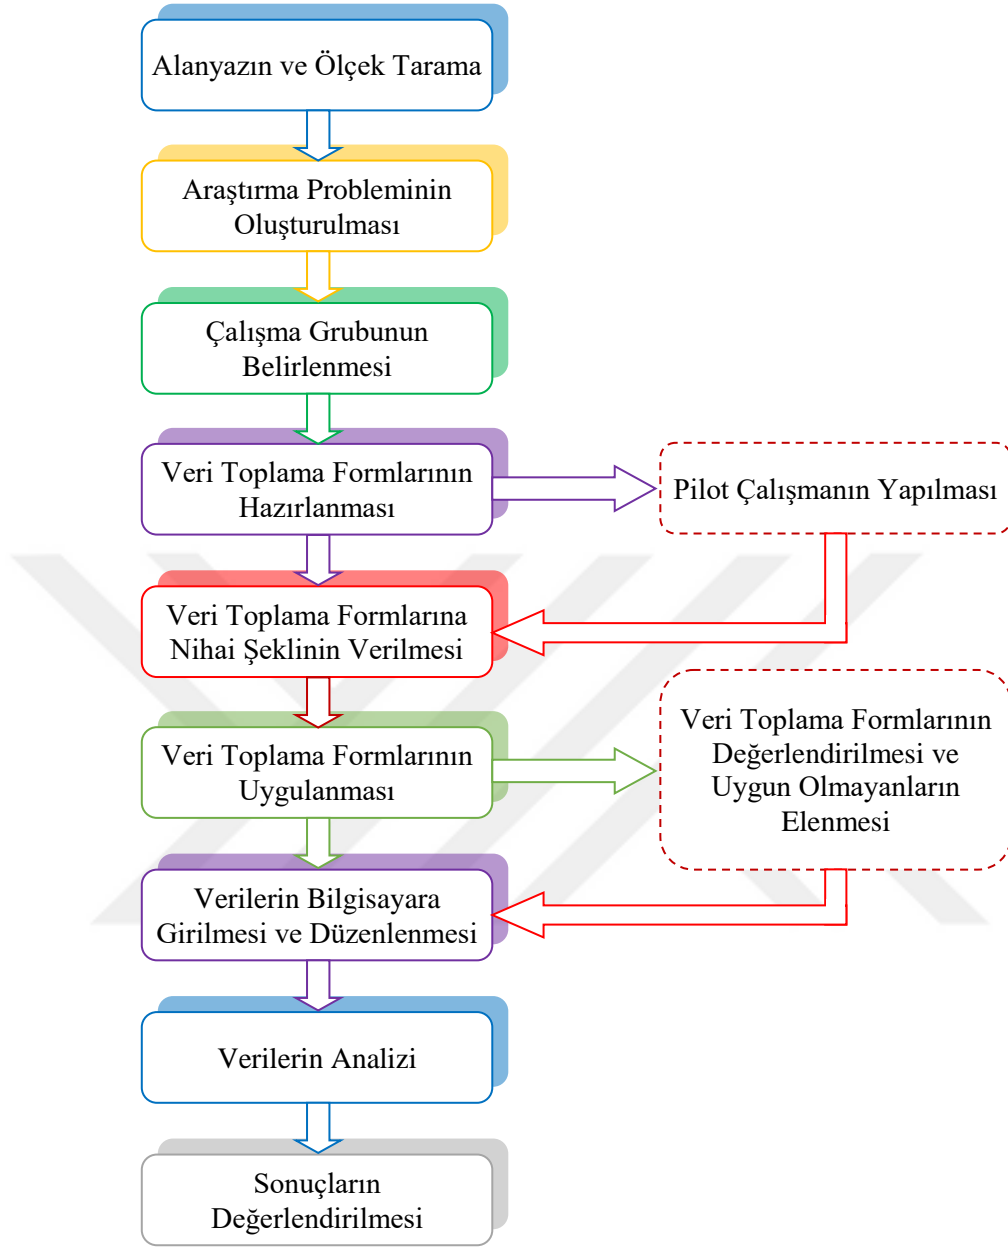 Alanyazın ve Ölçek Tarama
Araştırma Probleminin
Oluşturulması
Çalışma Grubunun
Belirlenmesi
Veri Toplama Formlarının
Hazırlanması
Pilot Çalışmanın Yapılması
Veri Toplama Formlarına
Nihai Şeklinin Verilmesi
Veri Toplama Formlarının
Uygulanması
Veri Toplama Formlarının
Değerlendirilmesi ve
Uygun Olmayanların
Elenmesi
Verilerin Bilgisayara
Girilmesi ve Düzenlenmesi
Verilerin Analizi
Sonuçların
Değerlendirilmesi